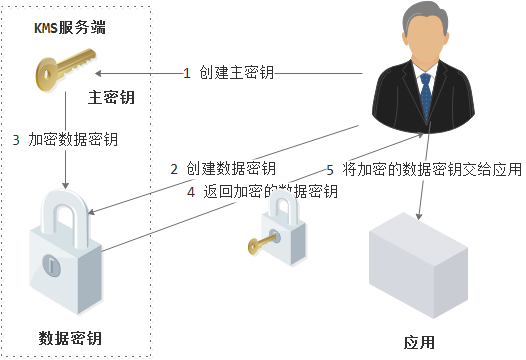 KMS服务端
1 创建主密钥
主密钥
3 加密数据密钥
2 创建数据密钥
5 将加密的数据密钥交给应用
4 返回加密的数据密钥
数据密钥
应用